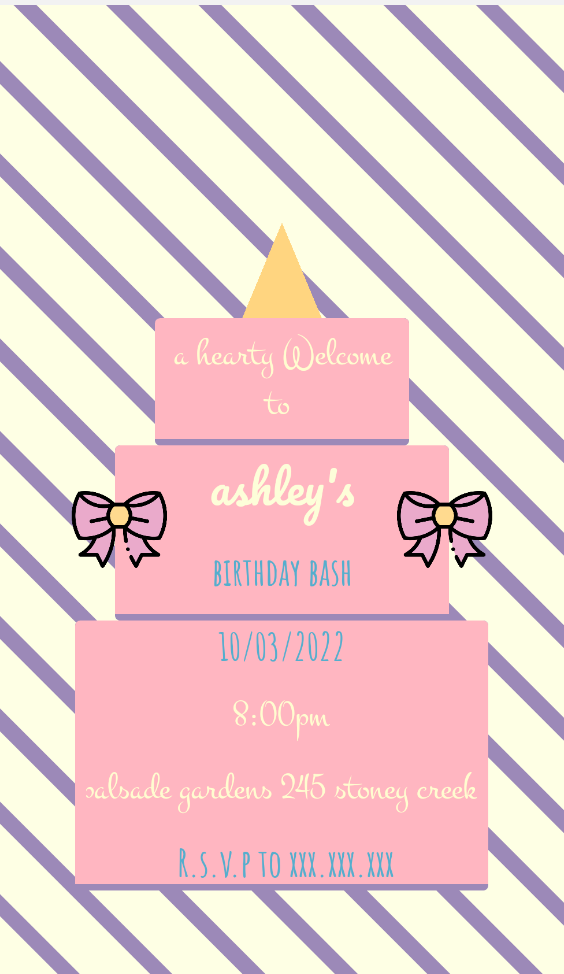 a hearty Welcome
to
ashley's
BIRTHDAY BASH
10/03/2022
8:00pm
gardens 245 stoney creek
R.S.V.P TO XXX.XXX.XXX